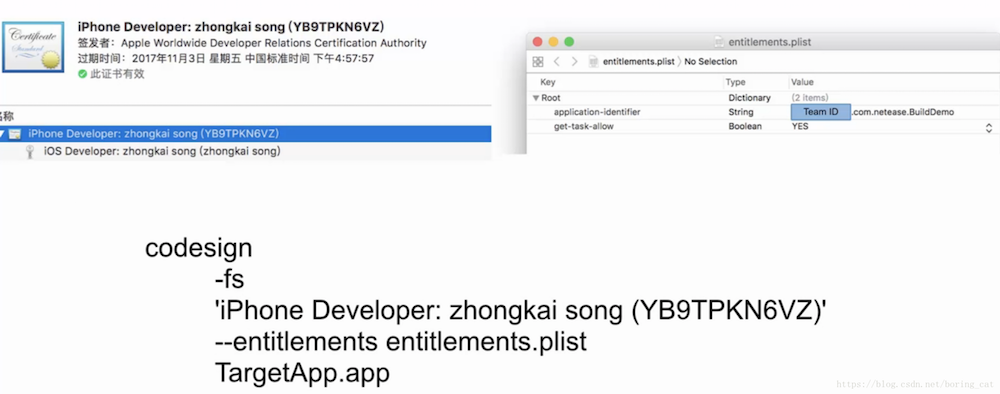 Certificate
Standard
iPhone Developer: zhongkai song (YB9TPKN6VZ)
签发者：Apple Worldwide Developer Relations Certification Authority
过期时间：2017年11月3日 星期五 中国标准时间 下午4:57:57
此证书有效
名称
iPhone Developer: zhongkai song (YB9TPKN6VZ)
iOS Developer: zhongkai song (zhongkai song)
entitlements.plist
entitlements.plist No Selection
Key Type Value
Root Dictionary (2 items)
application-identifier String Team ID .com.netease.BuildDemo
get-task-allow Boolean YES
codesign
-fs
'iPhone Developer: zhongkai song (YB9TPKN6VZ)'
--entitlements entitlements.plist
TargetApp.app
https://blog.csdn.net/boring_cat